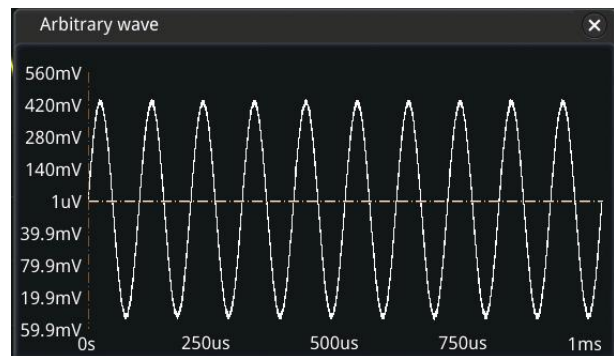 Arbitrary wave
560mV
420mV
280mV
140mV
1uV
39.9mV
79.9mV
19.9mV
59.9mV
0s 250us 500us 750us 1ms